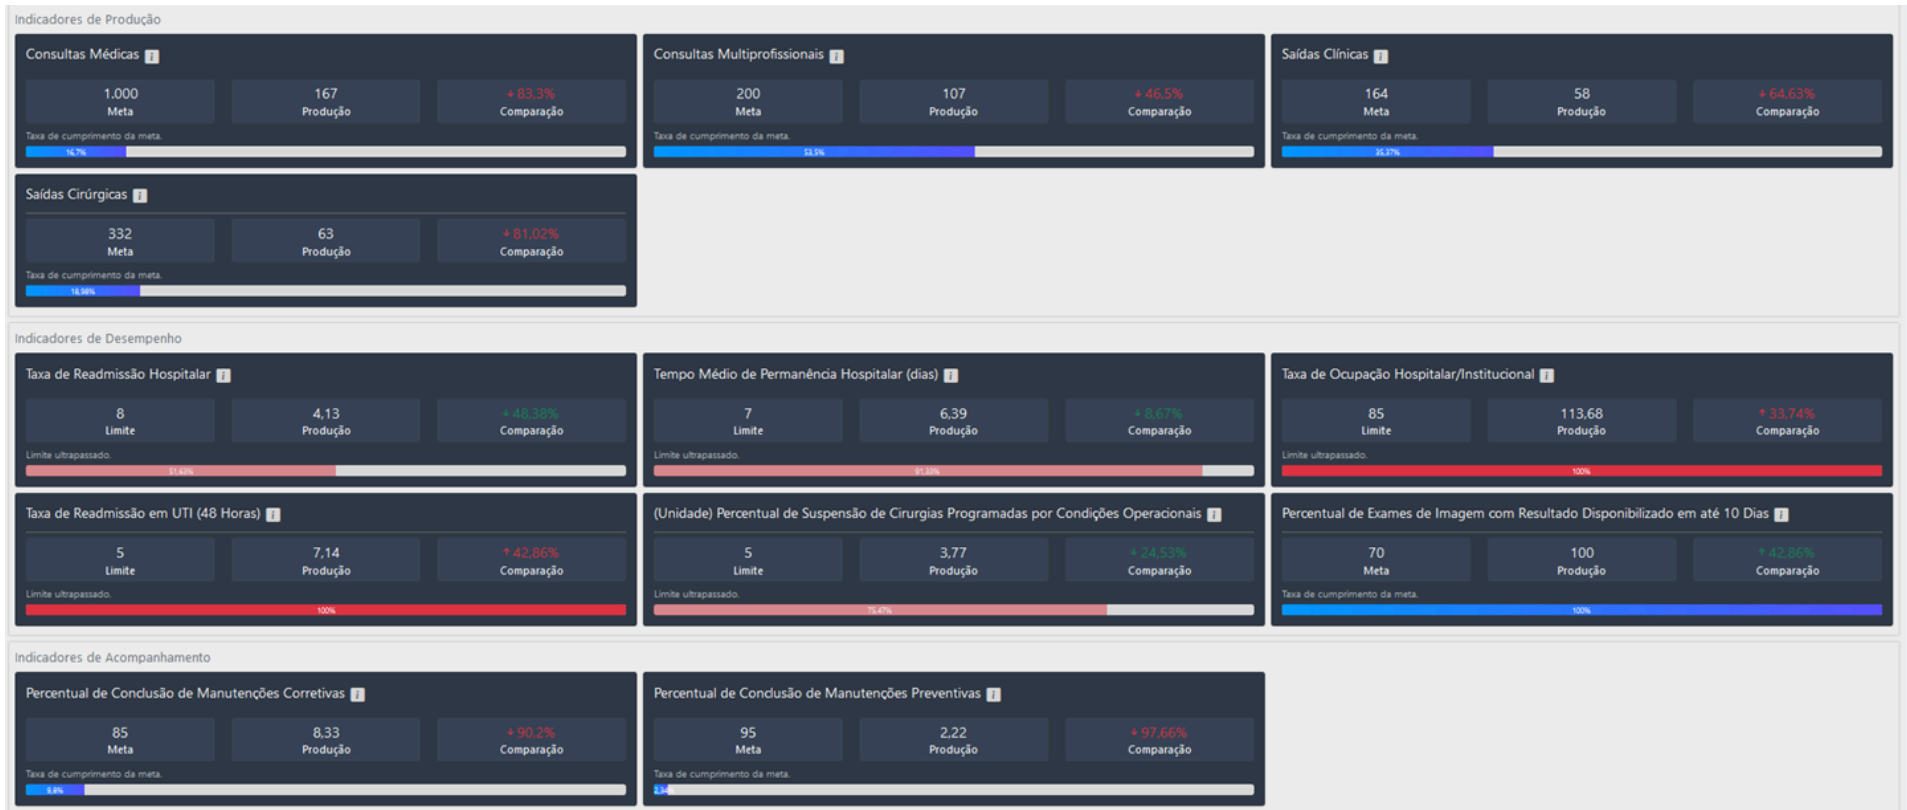 Indicadores de Produção
Consultas Médicas i
1.000 167 ↓ 83,3%
Meta Produção Comparação
Taxa de cumprimento da meta.
16,7%
Consultas Multiprofissionais i
200 107 ↓ 46,5%
Meta Produção Comparação
Taxa de cumprimento da meta.
53,5%
Saídas Clínicas i
164 58 ↓ 64,63%
Meta Produção Comparação
Taxa de cumprimento da meta.
35,37%
Saídas Cirúrgicas i
332 63 ↓ 81,02%
Meta Produção Comparação
Taxa de cumprimento da meta.
18,98%
Indicadores de Desempenho
Taxa de Readmissão Hospitalar i
8 4,13 ↓ 48,38%
Limite Produção Comparação
Limite ultrapassado.
51,63%
Tempo Médio de Permanência Hospitalar (dias) i
7 6,39 ↓ 8,67%
Limite Produção Comparação
Limite ultrapassado.
91,33%
Taxa de Ocupação Hospitalar/Institucional i
85 113,68 ↑ 33,74%
Limite Produção Comparação
Limite ultrapassado.
100%
Taxa de Readmissão em UTI (48 Horas) i
5 7,14 ↑ 42,86%
Limite Produção Comparação
Limite ultrapassado.
100%
(Unidade) Percentual de Suspensão de Cirurgias Programadas por Condições Operacionais i
5 3,77 ↓ 24,53%
Limite Produção Comparação
Limite ultrapassado.
75,47%
Percentual de Exames de Imagem com Resultado Disponibilizado em até 10 Dias i
70 100 ↑ 42,86%
Meta Produção Comparação
Taxa de cumprimento da meta.
100%
Indicadores de Acompanhamento
Percentual de Conclusão de Manutenções Corretivas i
85 8,33 ↓ 90,2%
Meta Produção Comparação
Taxa de cumprimento da meta.
9,8%
Percentual de Conclusão de Manutenções Preventivas i
95 2,22 ↓ 97,66%
Meta Produção Comparação
Taxa de cumprimento da meta.
2,34%